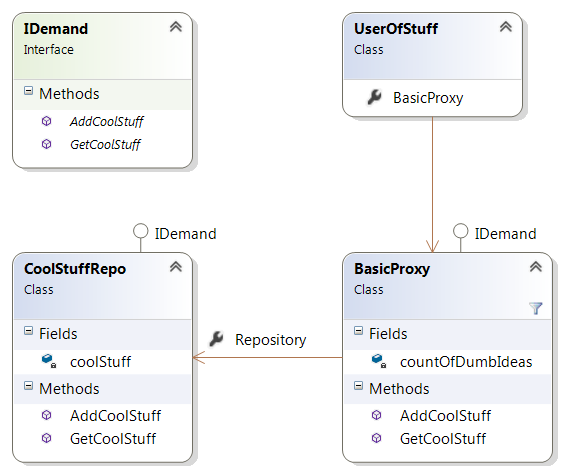 IDemand
Interface
Methods
AddCoolStuff
GetCoolStuff
UserOfStuff
Class
BasicProxy
IDemand
CoolStuffRepo
Class
Fields
coolStuff
Methods
AddCoolStuff
GetCoolStuff
Repository
IDemand
BasicProxy
Class
Fields
countOfDumbIdeas
Methods
AddCoolStuff
GetCoolStuff